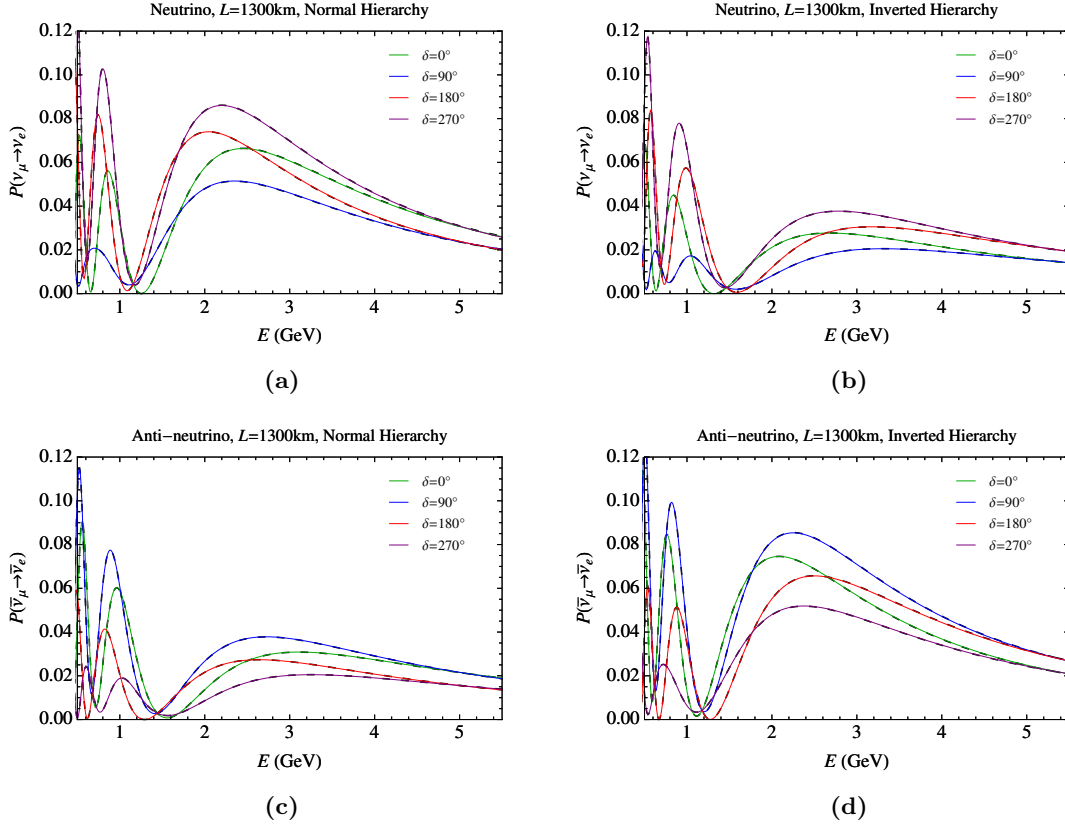 Neutrino, L=1300km, Normal Hierarchy
P(νμ→νe)
0.12
0.10
0.08
0.06
0.04
0.02
0.00
δ=0°
δ=90°
δ=180°
δ=270°
1 2 3 4 5
E (GeV)
(a)
Neutrino, L=1300km, Inverted Hierarchy
P(νμ→νe)
0.12
0.10
0.08
0.06
0.04
0.02
0.00
δ=0°
δ=90°
δ=180°
δ=270°
1 2 3 4 5
E (GeV)
(b)
Anti−neutrino, L=1300km, Normal Hierarchy
P(ν̄μ→ν̄e)
0.12
0.10
0.08
0.06
0.04
0.02
0.00
δ=0°
δ=90°
δ=180°
δ=270°
1 2 3 4 5
E (GeV)
(c)
Anti−neutrino, L=1300km, Inverted Hierarchy
P(ν̄μ→ν̄e)
0.12
0.10
0.08
0.06
0.04
0.02
0.00
δ=0°
δ=90°
δ=180°
δ=270°
1 2 3 4 5
E (GeV)
(d)